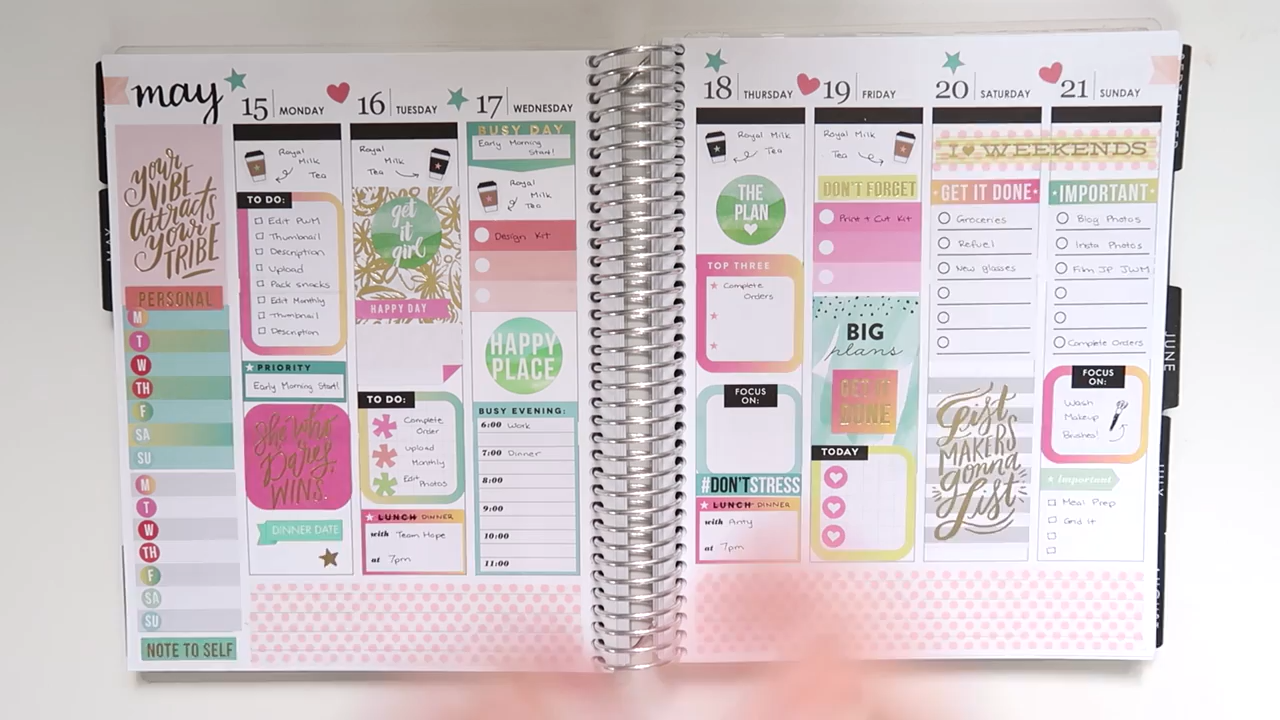 may
your
VIBE
Attracts
your
TRIBE
PERSONAL
M
T
W
TH
F
SA
SU
M
T
W
TH
F
SA
SU
NOTE TO SELF
15 MONDAY
Royal
Milk
Tea
TO DO:
Edit PWM
Thumbnail
Description
Upload
Pack snacks
Edit Monthly
Thumbnail
Description
PRIORITY
Early Morning Start!
She who
Dares
WINS.
DINNER DATE
16 TUESDAY
Royal
Milk
Tea
get
it
girl
HAPPY DAY
TO DO:
Complete
Order
Upload
Monthly
Edit
Photos
LUNCH DINNER
with Team Hope
at 7pm
17 WEDNESDAY
BUSY DAY
Early Morning
Start!
Royal
Milk
Tea
Design Kit
HAPPY
PLACE
BUSY EVENING:
6:00 Work
7:00 Dinner
8:00
9:00
10:00
11:00
18 THURSDAY
Royal Milk
Tea
THE
PLAN
TOP THREE
Complete
Orders
FOCUS
ON:
#DON'T STRESS
LUNCH DINNER
with Anty
at 7pm
19 FRIDAY
Royal Milk
Tea
DON'T FORGET
Print + Cut Kit
BIG
plans
GET IT
DONE
TODAY
20 SATURDAY
I WEEKENDS
GET IT DONE
Groceries
Refuel
New glasses
List
MAKERS
gonna
List
21 SUNDAY
IMPORTANT
Blog Photos
Insta Photos
Film JP JWM
Complete Orders
FOCUS
ON:
Wash
Makeup
Brushes!
Important
Meal Prep
Grid It
MAY
JUNE
JULY
AUGUST